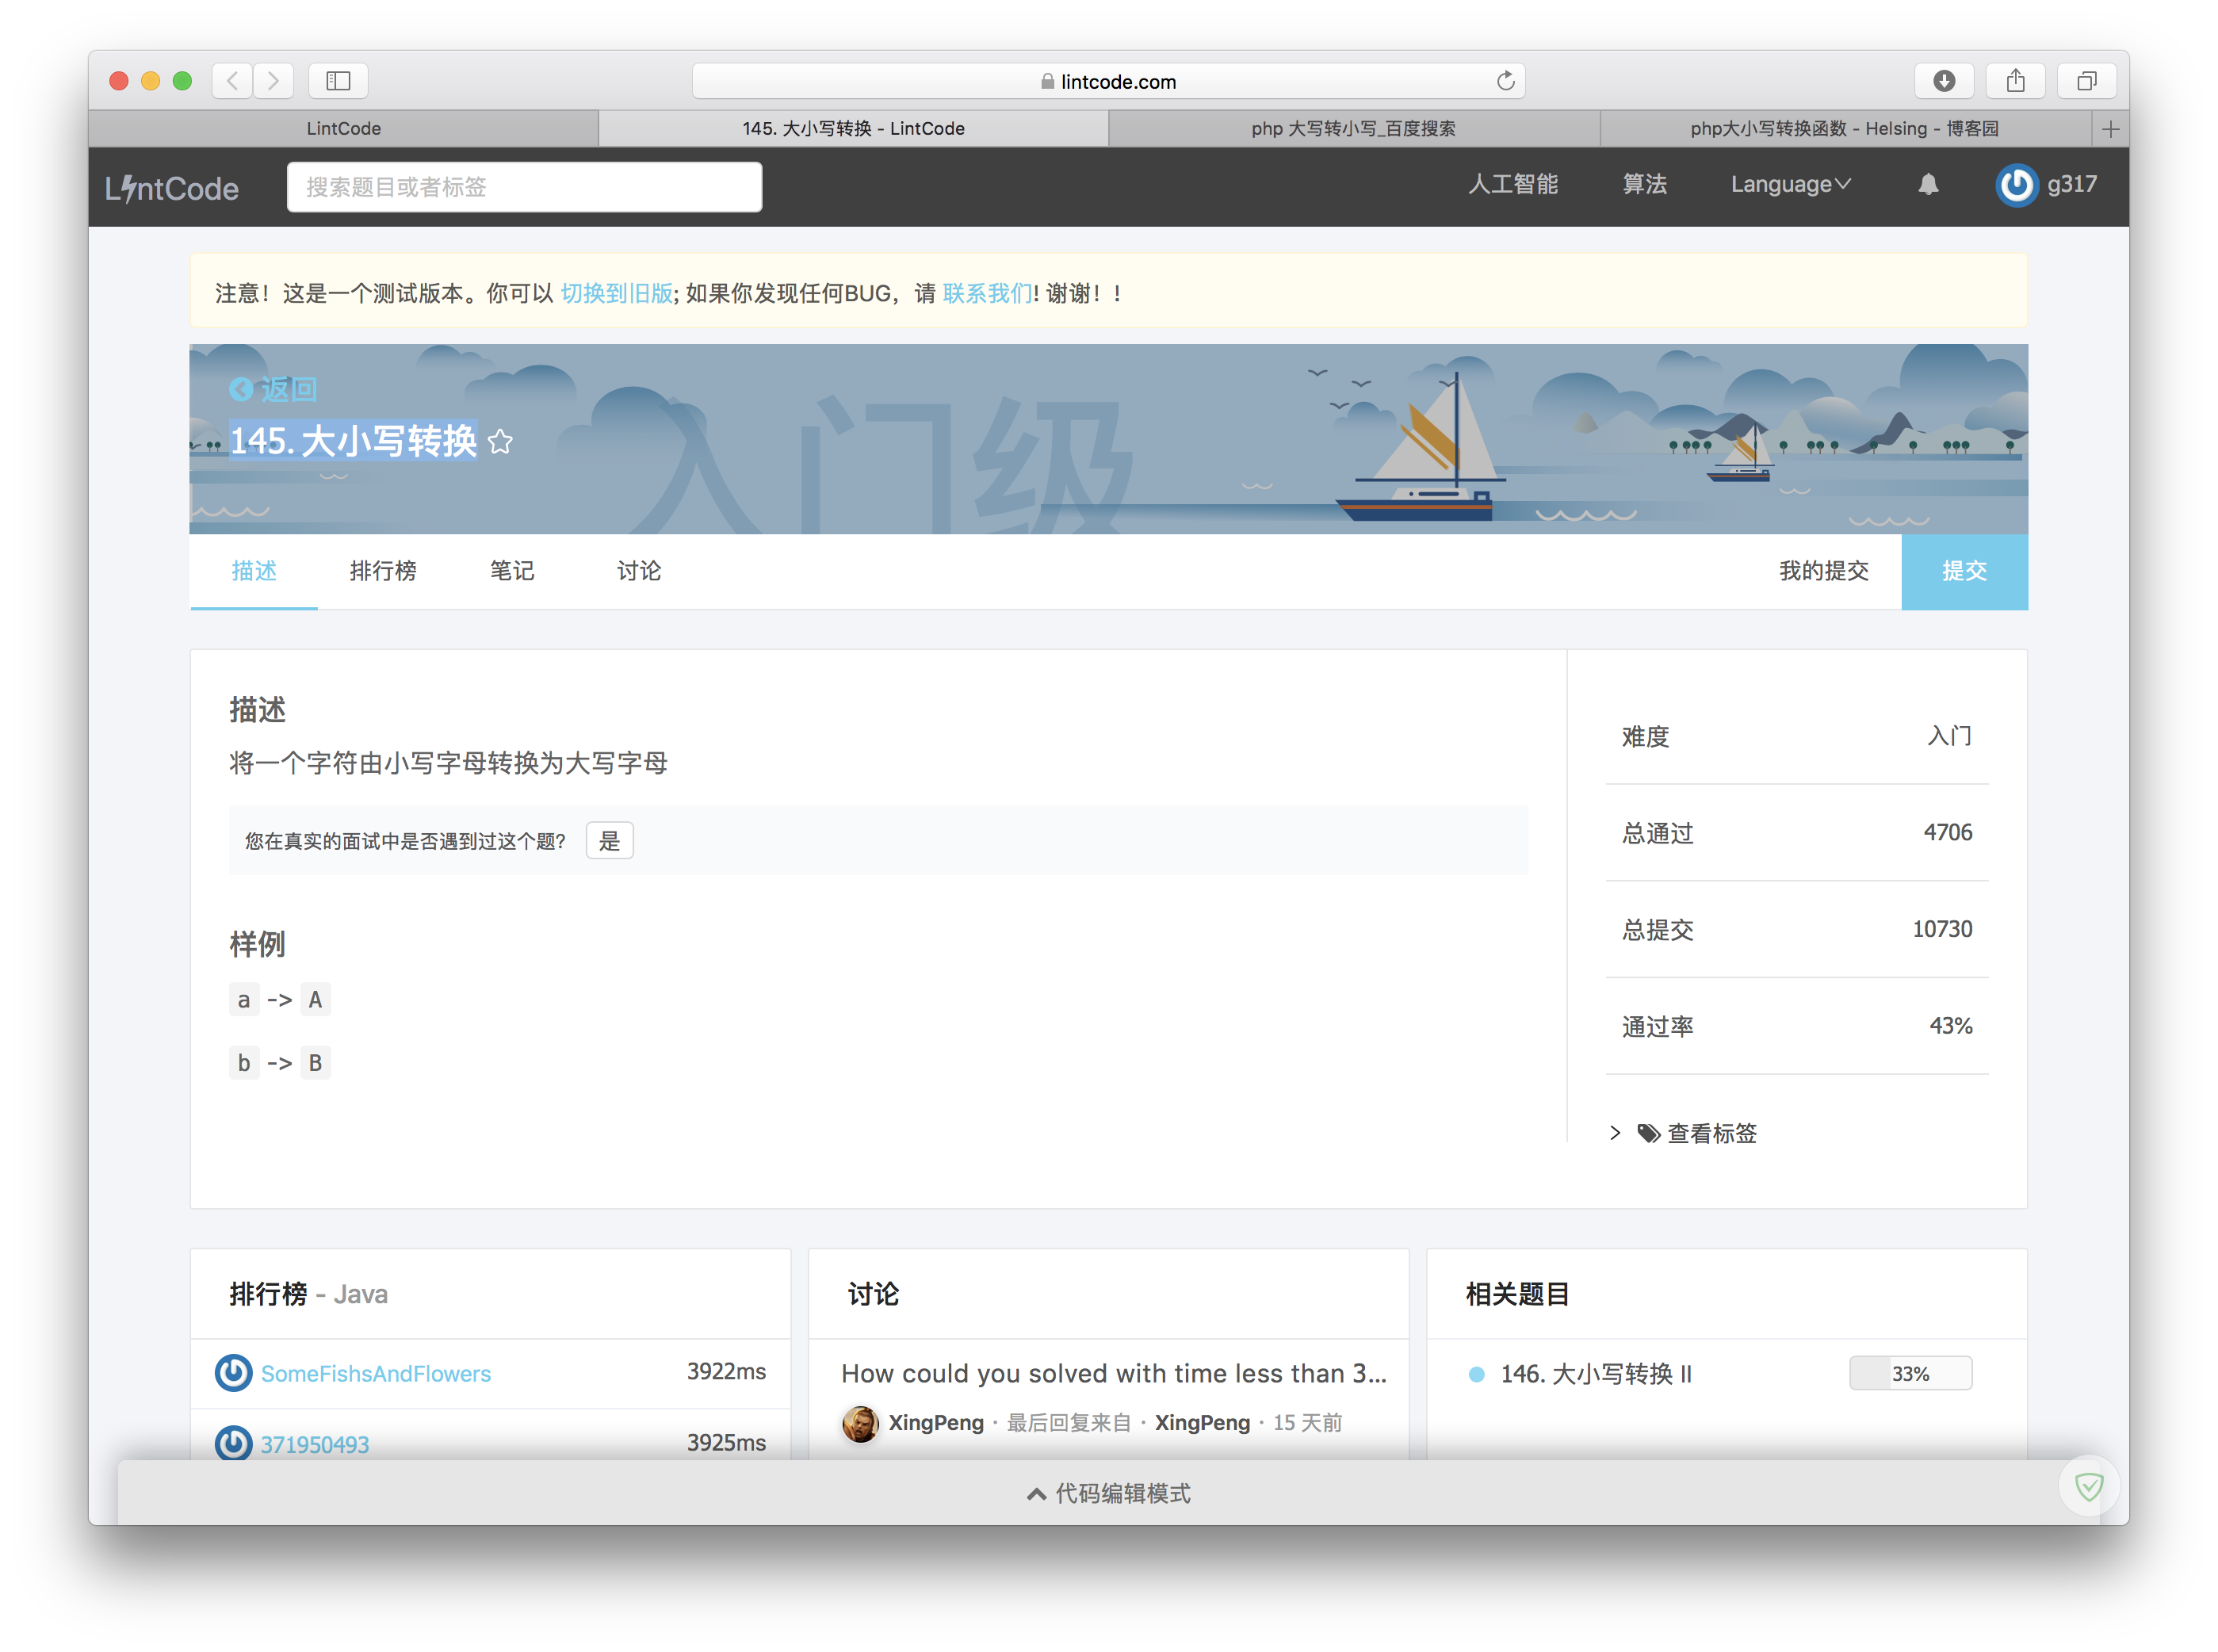 lintcode.com
LintCode
145. 大小写转换 - LintCode
php 大写转小写_百度搜索
php大小写转换函数 - Helsing - 博客园
LintCode
搜索题目或者标签
人工智能
算法
Language
g317
注意！这是一个测试版本。你可以 切换到旧版; 如果你发现任何BUG，请 联系我们! 谢谢！!
返回
145. 大小写转换
入门级
描述
排行榜
笔记
讨论
我的提交
提交
描述
将一个字符由小写字母转换为大写字母
您在真实的面试中是否遇到过这个题? 是
样例
a -> A
b -> B
难度 入门
总通过 4706
总提交 10730
通过率 43%
查看标签
排行榜 - Java
SomeFishsAndFlowers 3922ms
371950493 3925ms
讨论
How could you solved with time less than 3...
XingPeng · 最后回复来自 · XingPeng · 15 天前
相关题目
146. 大小写转换 II 33%
代码编辑模式